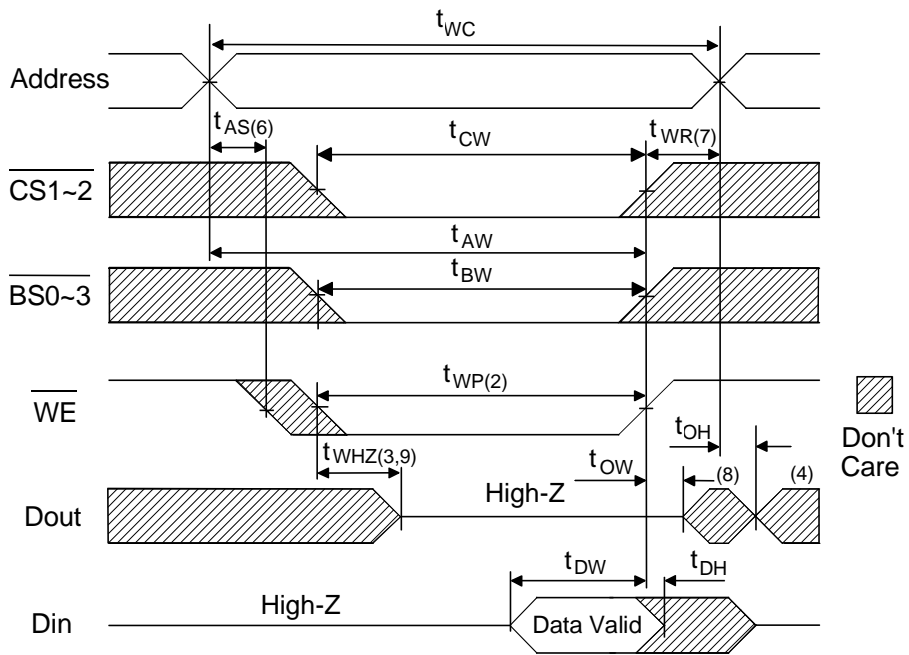 tWC
Address
tAS(6)
tCW
tWR(7)
CS1~2
tAW
BS0~3
tBW
WE
tWP(2)
tWHZ(3,9)
tOW
tOH
Don't
Care
Dout
High-Z
(8)
(4)
tDW
tDH
Din
High-Z
Data Valid